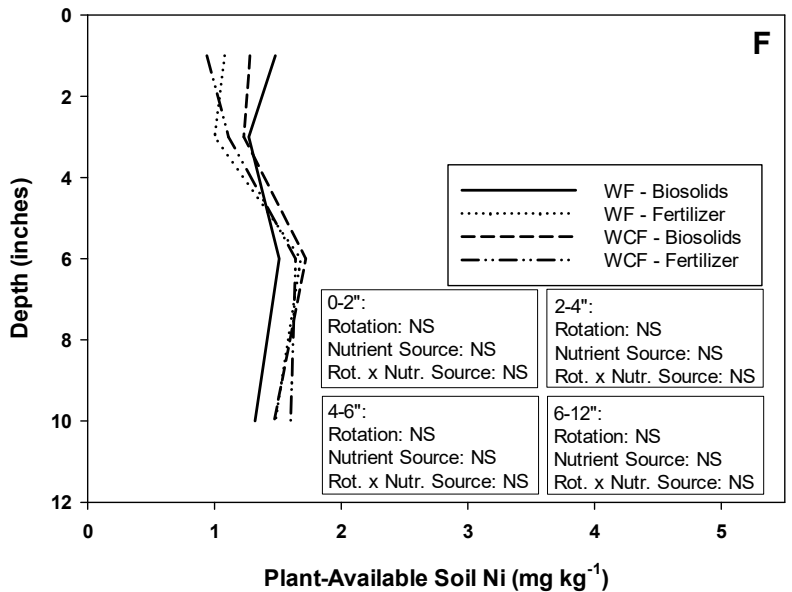 F
0
2
4
6
8
10
12
Depth (inches)
WF - Biosolids
WF - Fertilizer
WCF - Biosolids
WCF - Fertilizer
0-2":
Rotation: NS
Nutrient Source: NS
Rot. x Nutr. Source: NS
2-4":
Rotation: NS
Nutrient Source: NS
Rot. x Nutr. Source: NS
4-6":
Rotation: NS
Nutrient Source: NS
Rot. x Nutr. Source: NS
6-12":
Rotation: NS
Nutrient Source: NS
Rot. x Nutr. Source: NS
0 1 2 3 4 5
Plant-Available Soil Ni (mg kg⁻¹)